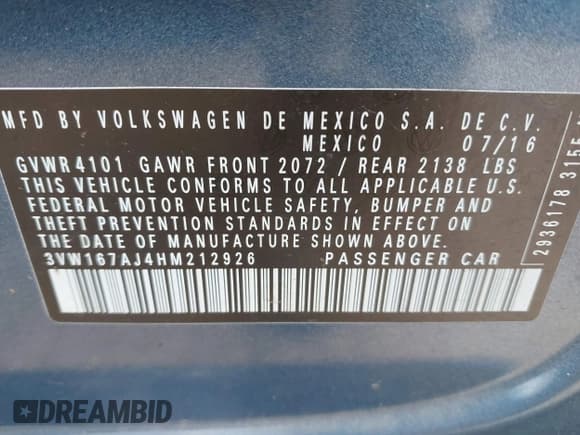 MFD BY VOLKSWAGEN DE MEXICO S.A. DE C.V.
MEXICO 07/16
GVWR4101 GAWR FRONT 2072 / REAR 2138 LBS
THIS VEHICLE CONFORMS TO ALL APPLICABLE U.S.
FEDERAL MOTOR VEHICLE SAFETY, BUMPER AND
THEFT PREVENTION STANDARDS IN EFFECT ON
THE DATE OF MANUFACTURE SHOWN ABOVE.
3VW167AJ4HM212926 PASSENGER CAR
2936178
DREAMBID